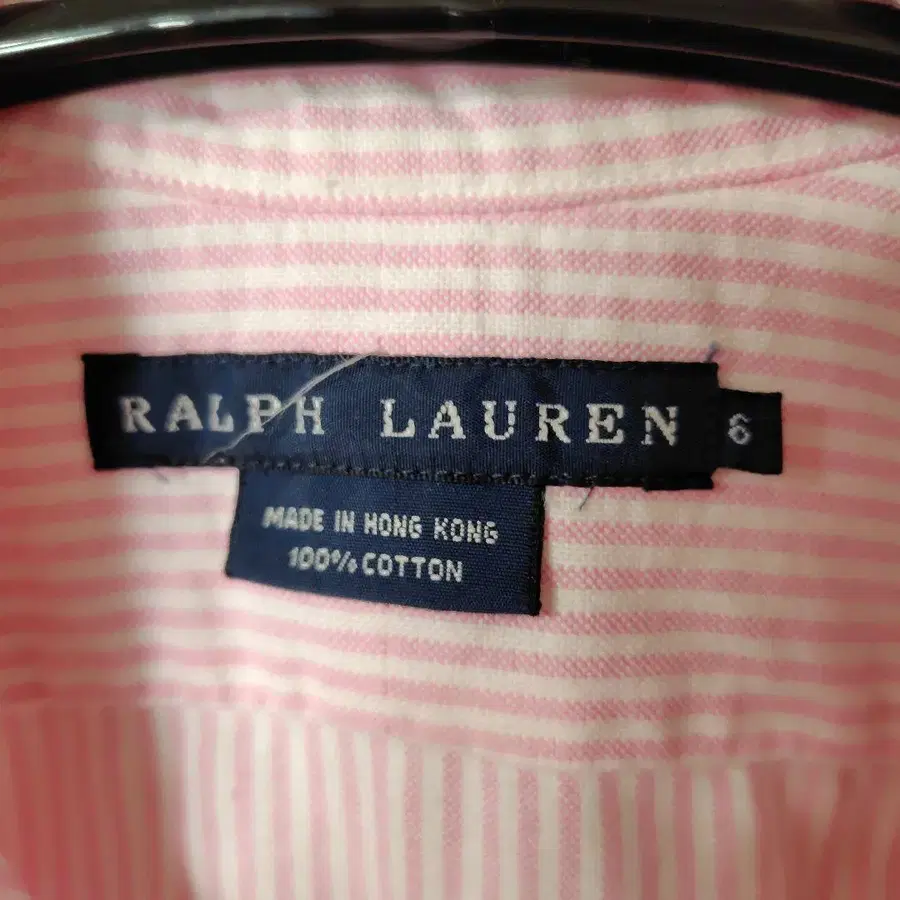 RALPH LAUREN 6
MADE IN HONG KONG
100% COTTON